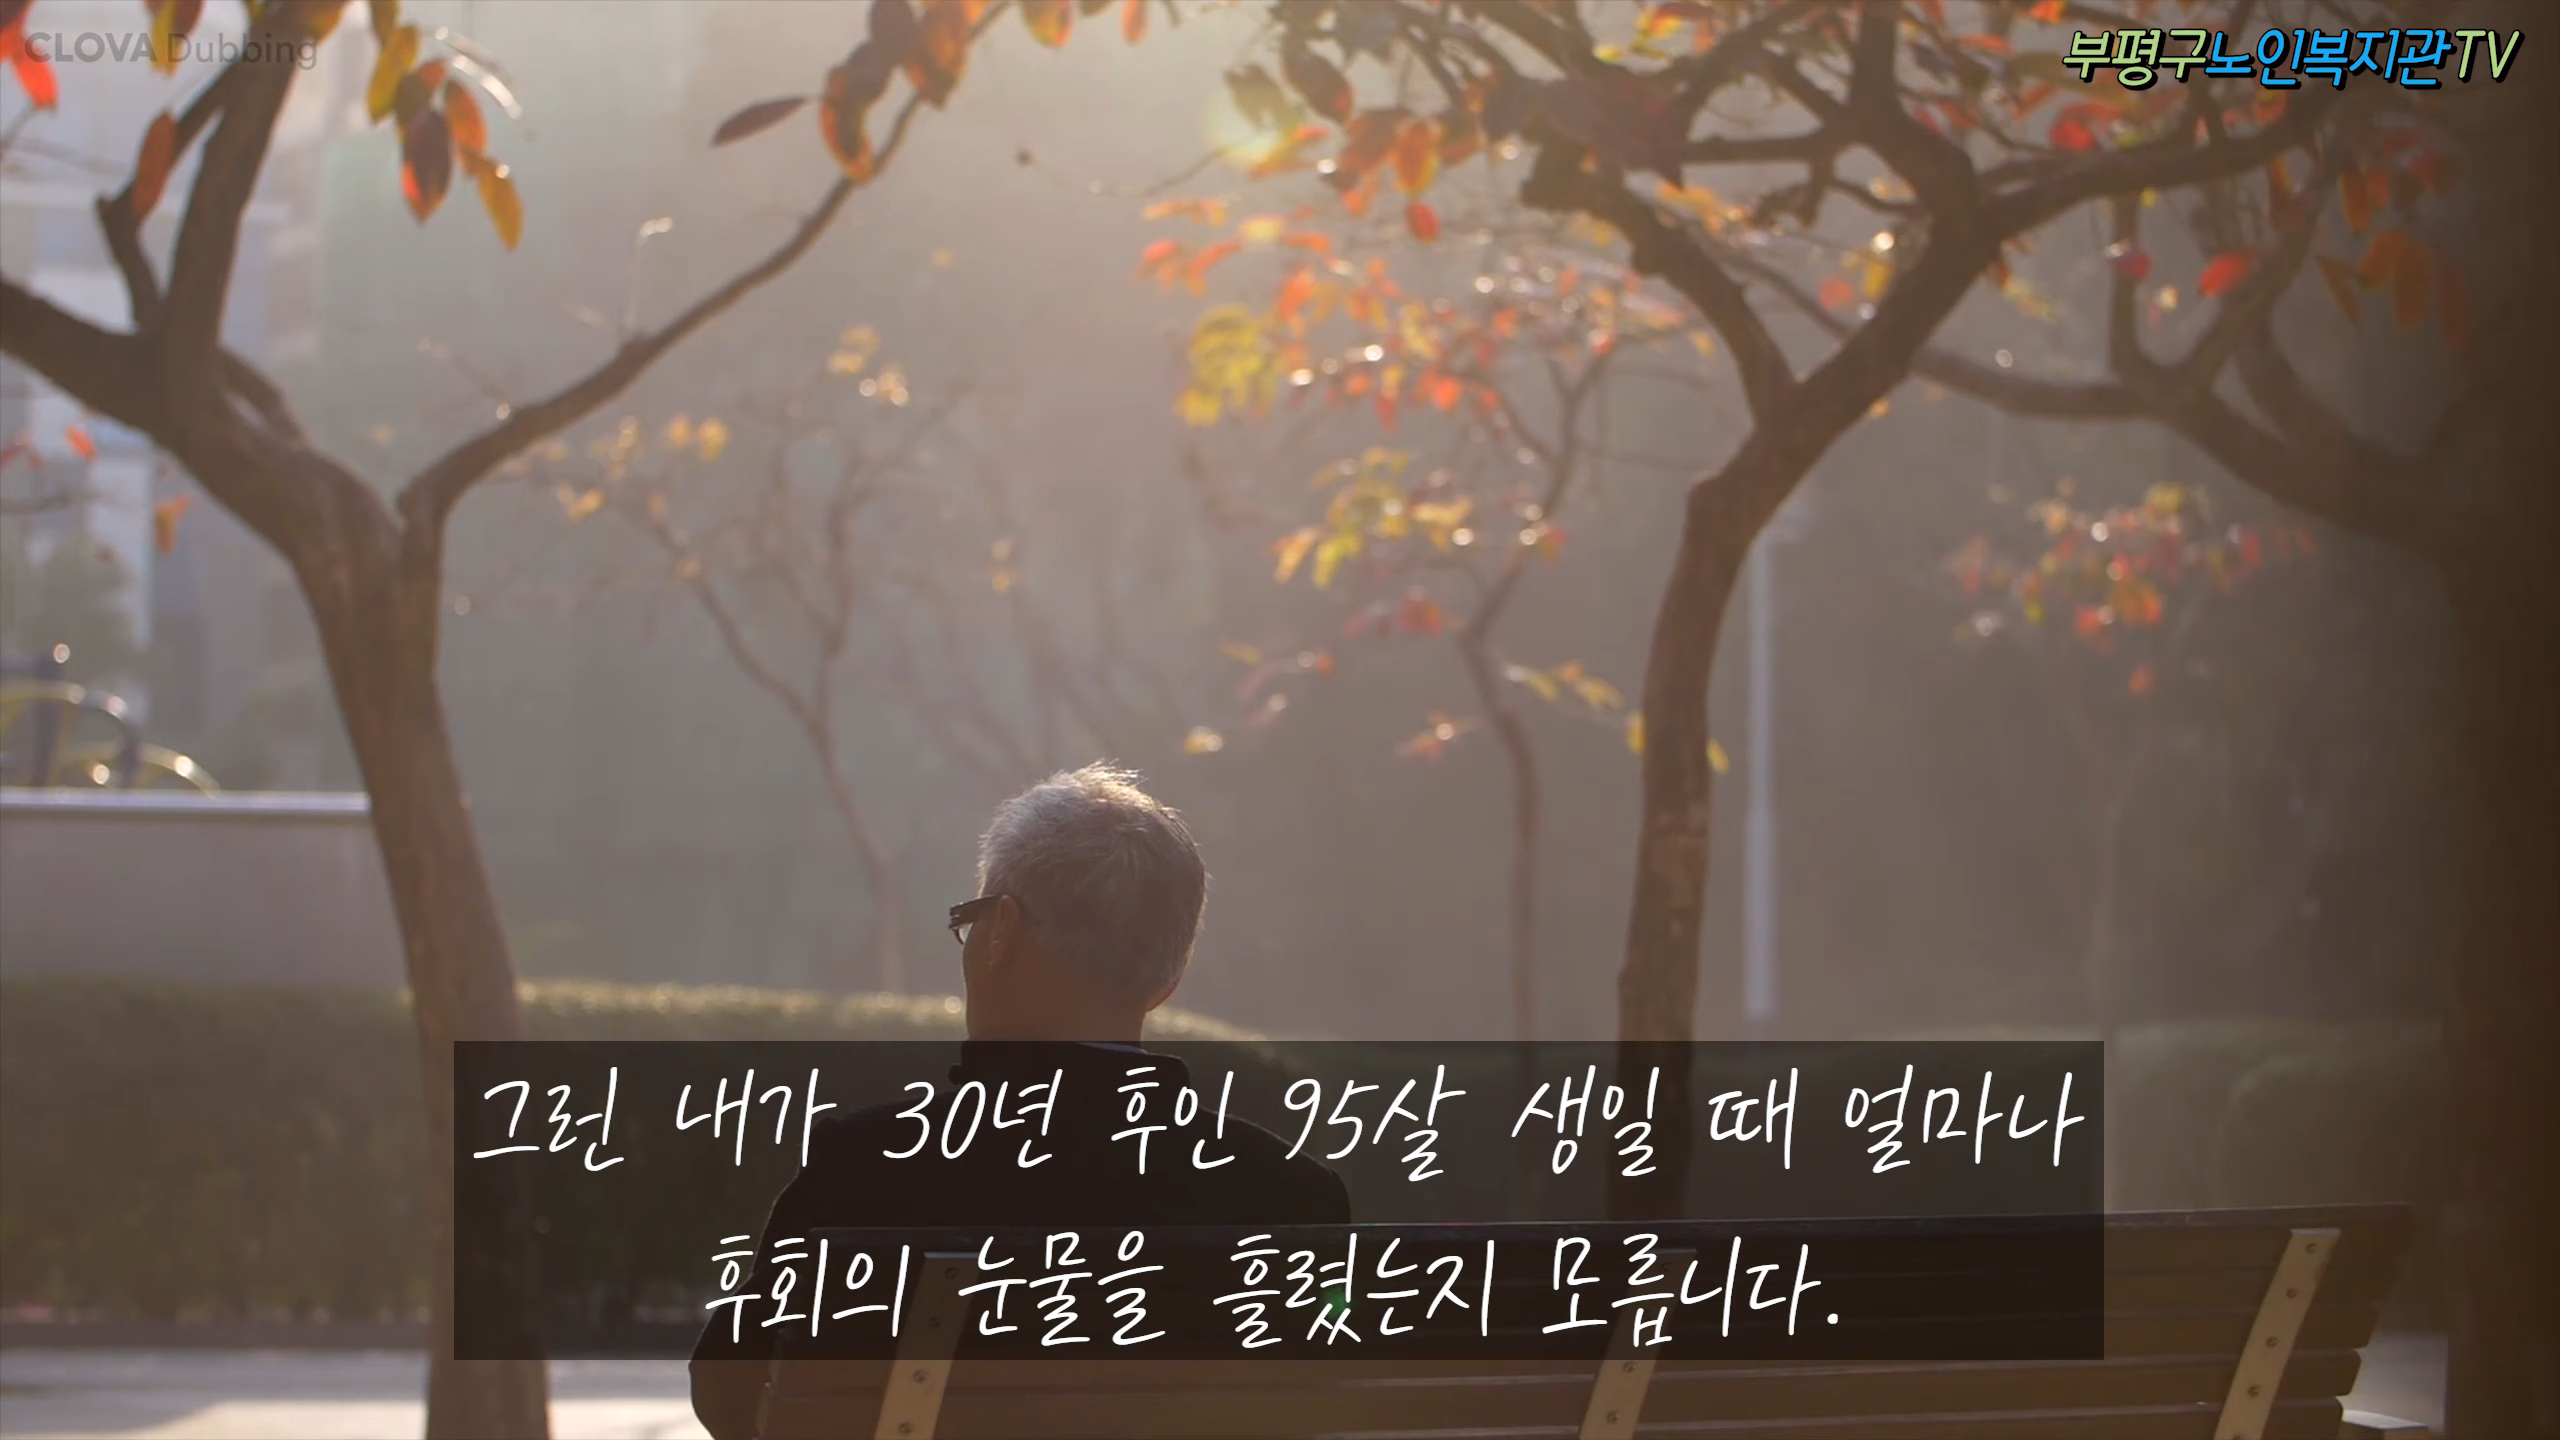 CLOVA Dubbing
부평구노인복지관TV
그런 내가 30년 후인 95살 생일 때 얼마나
후회의 눈물을 흘렸는지 모릅니다.